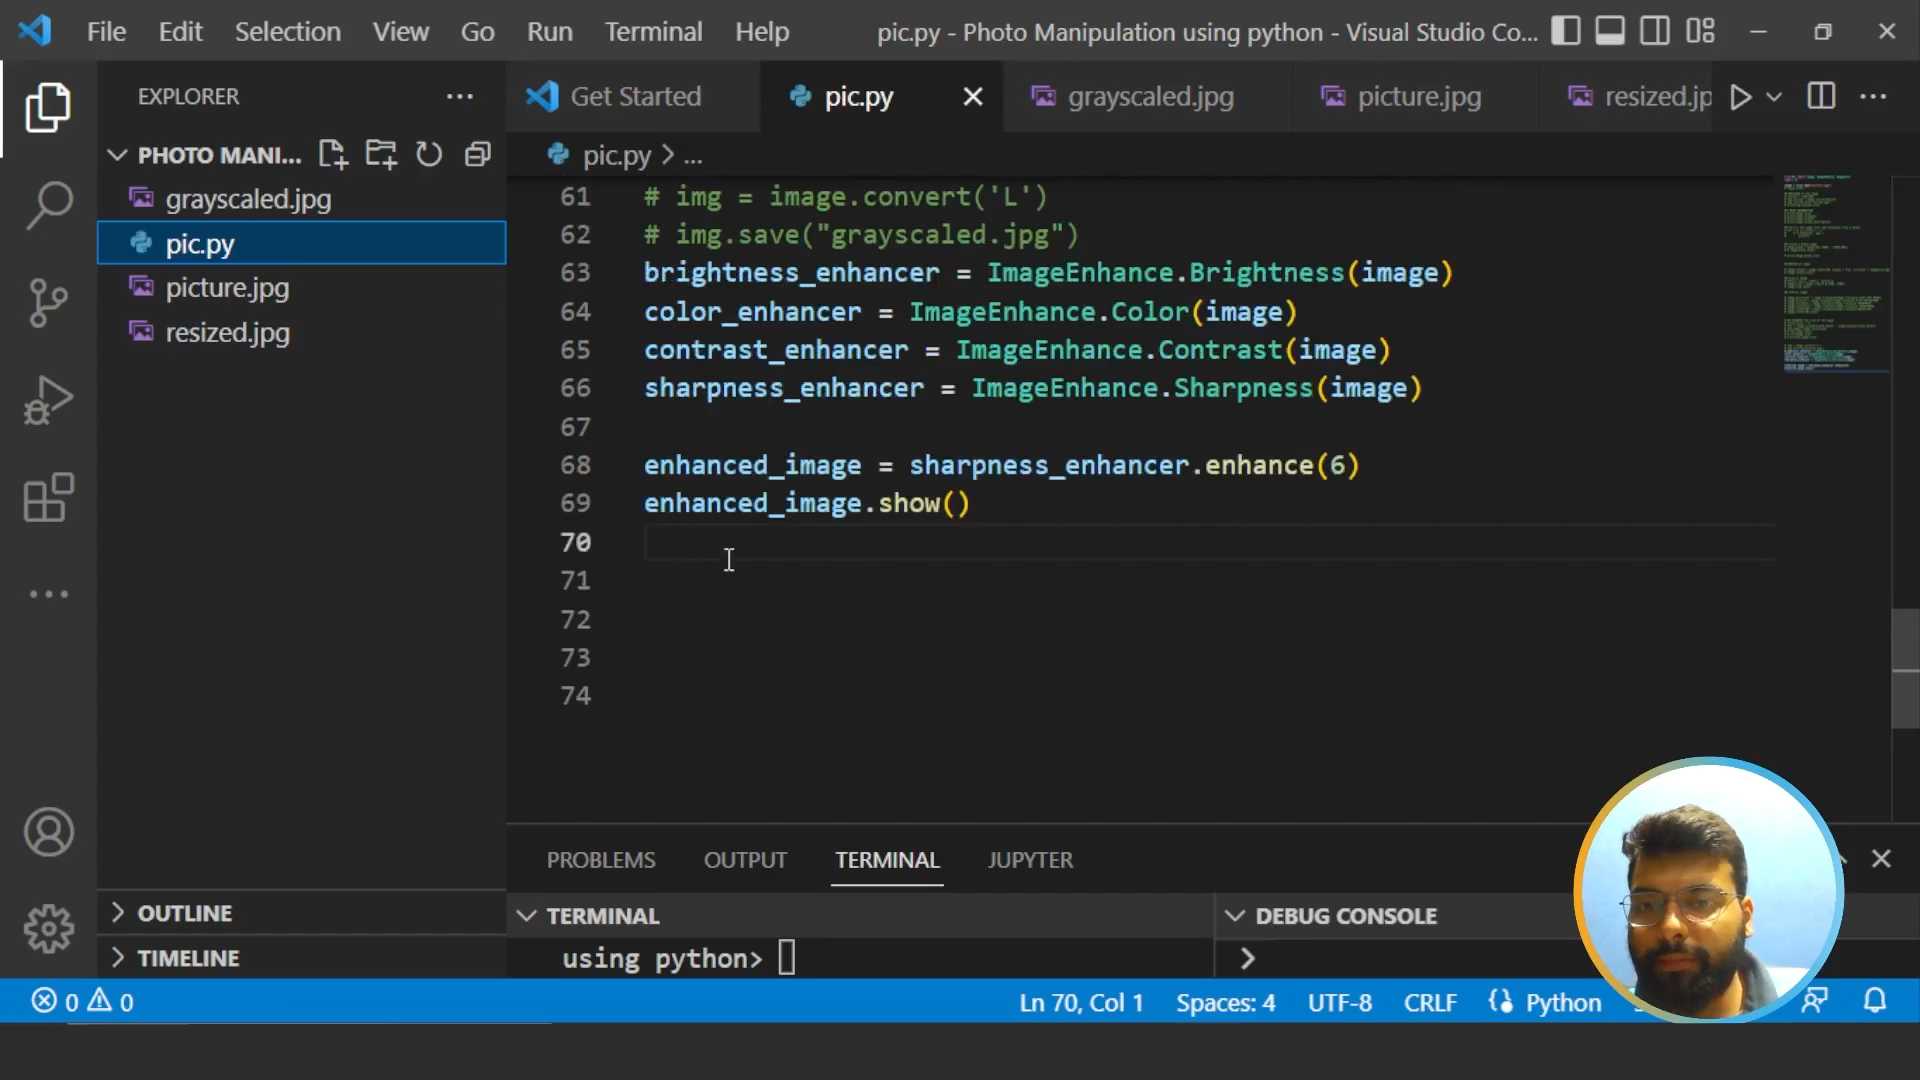 File Edit Selection View Go Run Terminal Help pic.py - Photo Manipulation using python - Visual Studio Co...
EXPLORER
PHOTO MANI...
grayscaled.jpg
pic.py
picture.jpg
resized.jpg
OUTLINE
TIMELINE
Get Started pic.py grayscaled.jpg picture.jpg resized.jp
pic.py > ...
61 # img = image.convert('L')
62 # img.save("grayscaled.jpg")
63 brightness_enhancer = ImageEnhance.Brightness(image)
64 color_enhancer = ImageEnhance.Color(image)
65 contrast_enhancer = ImageEnhance.Contrast(image)
66 sharpness_enhancer = ImageEnhance.Sharpness(image)
67
68 enhanced_image = sharpness_enhancer.enhance(6)
69 enhanced_image.show()
70
71
72
73
74
PROBLEMS OUTPUT TERMINAL JUPYTER
TERMINAL
using python>
DEBUG CONSOLE
>
0 0 Ln 70, Col 1 Spaces: 4 UTF-8 CRLF Python